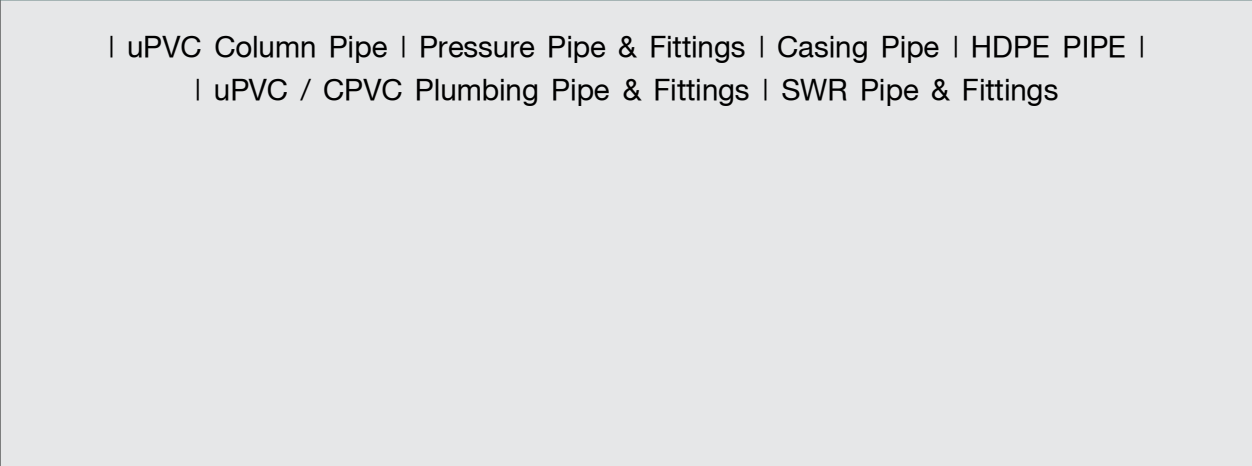 | uPVC Column Pipe | Pressure Pipe & Fittings | Casing Pipe | HDPE PIPE |
| uPVC / CPVC Plumbing Pipe & Fittings | SWR Pipe & Fittings